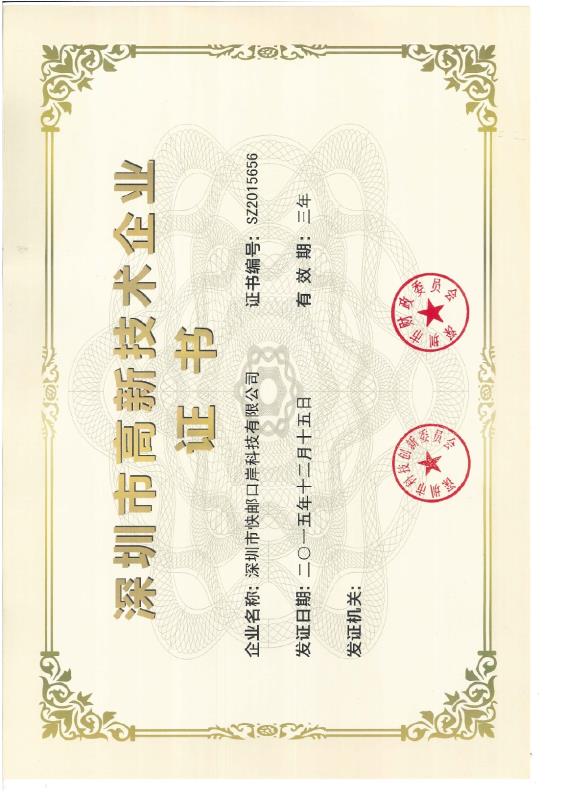 深圳市高新技术企业
证书
企业名称：深圳市快邮口岸科技有限公司 证书编号：SZ2015656
发证日期：二〇一五年十二月十五日 有效期：三年
发证机关：
深圳市科技创新委员会
深圳市财政委员会